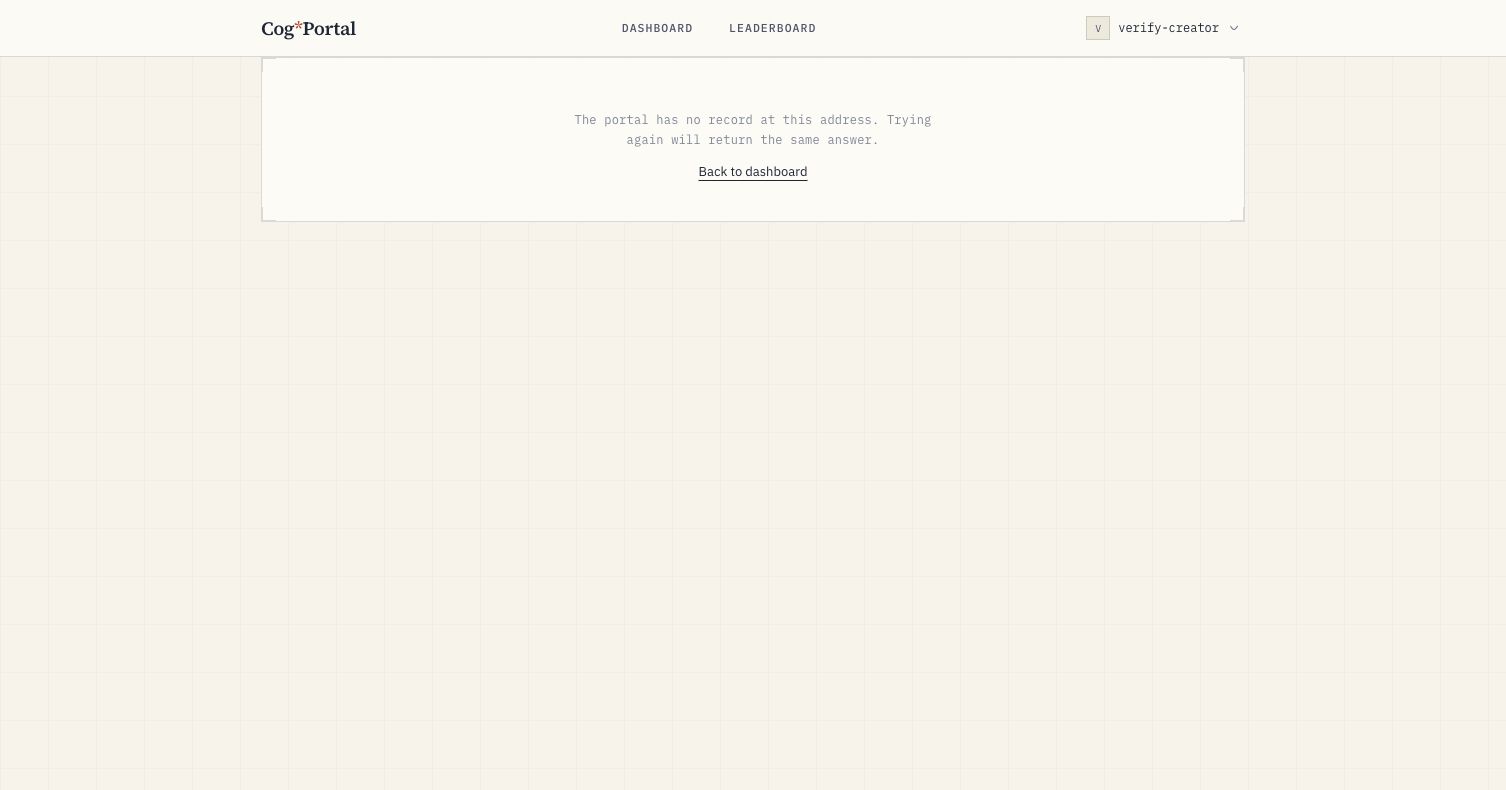 Cog*Portal
DASHBOARD
LEADERBOARD
V
verify-creator
The portal has no record at this address. Trying
again will return the same answer.
Back to dashboard